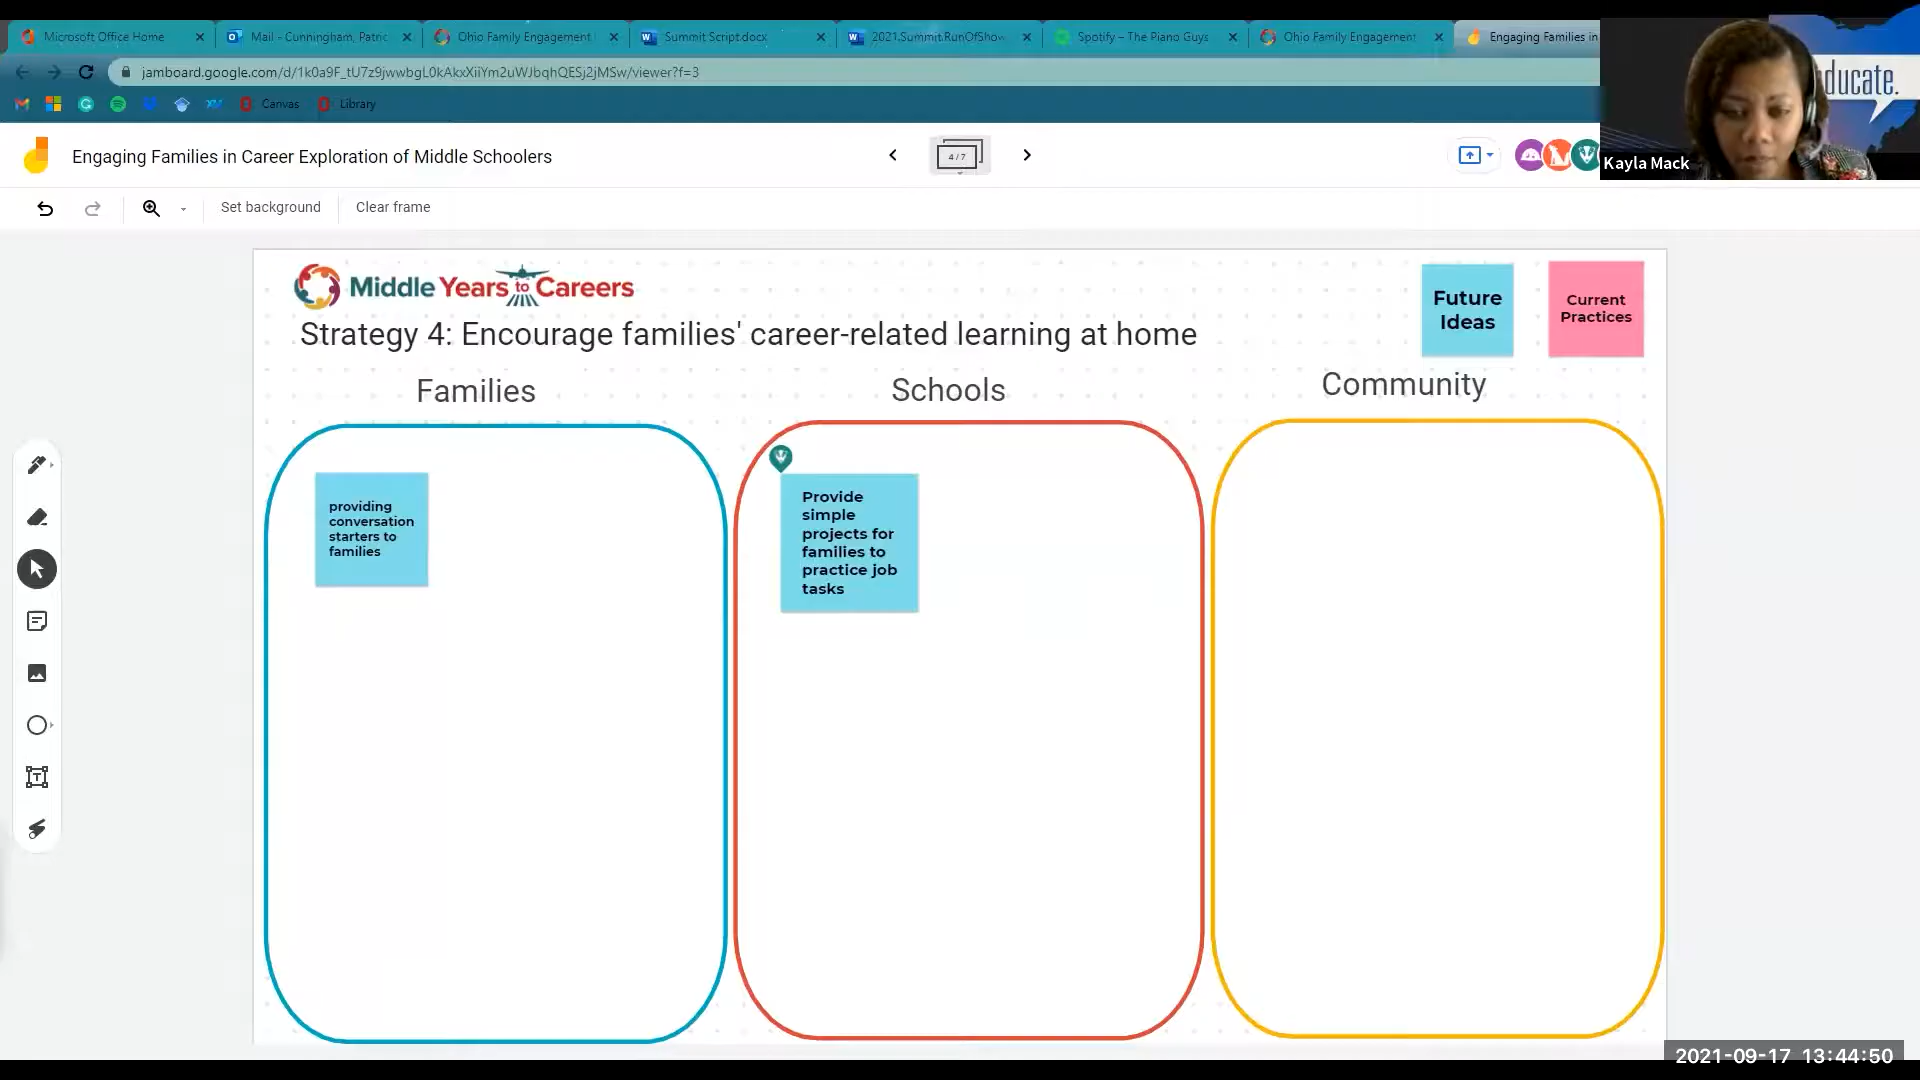 Microsoft Office Home
Mail - Cunningham, Patric
Ohio Family Engagement
Summit Script.docx
2021.Summit.RunOfShow
Spotify – The Piano Guys
Ohio Family Engagement
Engaging Families in
jamboard.google.com/d/1k0a9F_tU7z9jwwbgL0kAkxXiiYm2uWJbqhQESj2jMSw/viewer?f=3
Canvas
Library
ducate.
Kayla Mack
Engaging Families in Career Exploration of Middle Schoolers
4 / 7
Set background
Clear frame
Middle Years to Careers
Strategy 4: Encourage families' career-related learning at home
Future
Ideas
Current
Practices
Families
Schools
Community
providing
conversation
starters to
families
Provide
simple
projects for
families to
practice job
tasks
2021-09-17 13:44:50